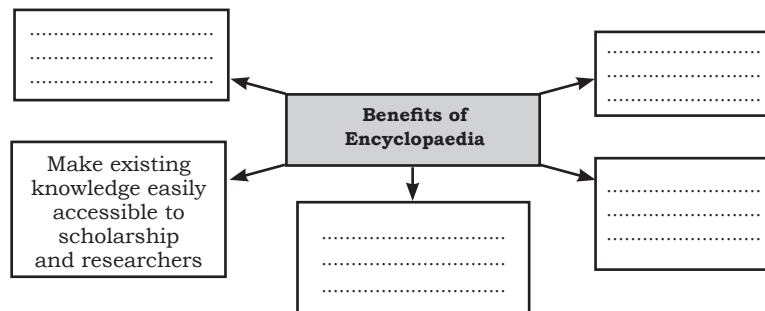 ................................
................................
................................
................................
................................
................................
Benefits of
Encyclopaedia
Make existing
knowledge easily
accessible to
scholarship
and researchers
................................
................................
................................
................................
................................
................................